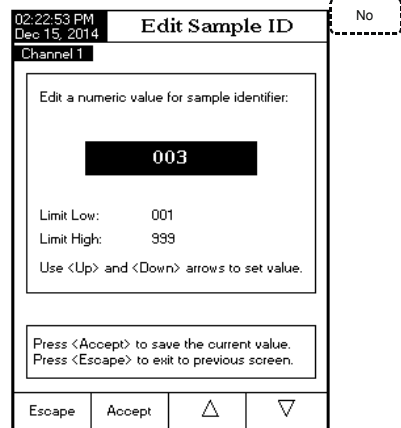 02:22:53 PM
Dec 15, 2014
Edit Sample ID
No
Channel 1
Edit a numeric value for sample identifier:
003
Limit Low: 001
Limit High: 999
Use <Up> and <Down> arrows to set value.
Press <Accept> to save the current value.
Press <Escape> to exit to previous screen.
Escape Accept △ ▽